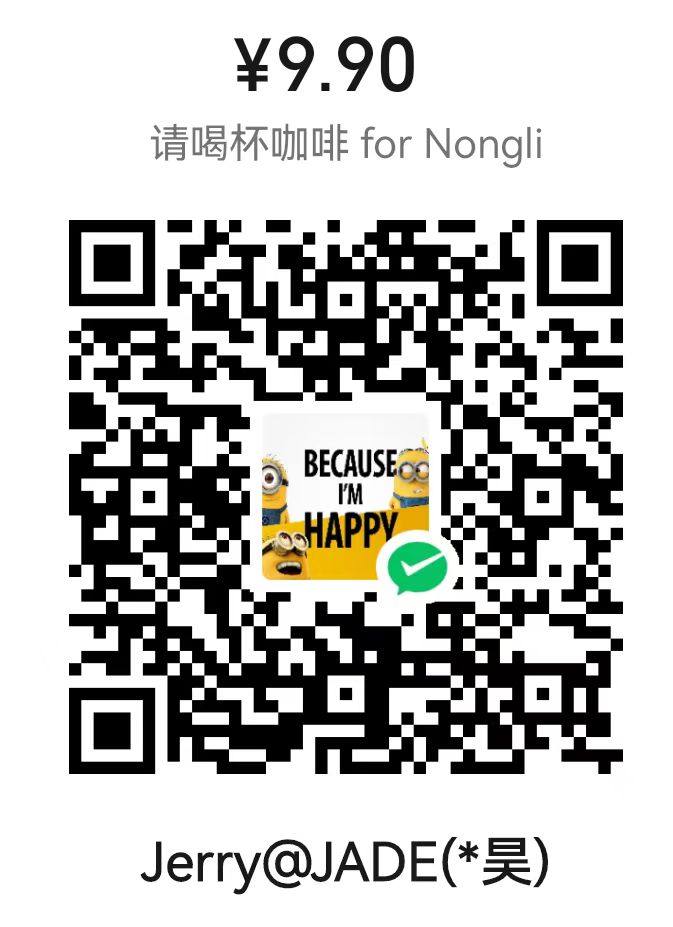 ¥9.90
请喝杯咖啡 for Nongli
BECAUSE
I'M
HAPPY
Jerry@JADE(*昊)